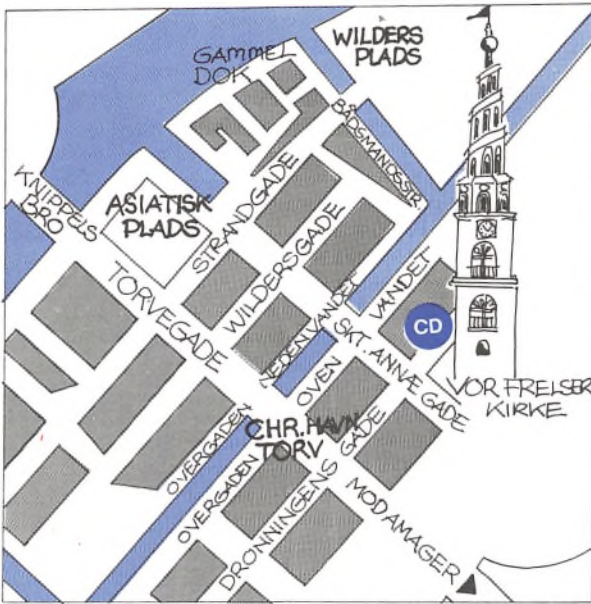 WILDERS
PLADS
GAMMEL
DOK
BÅDSMANDSSTR.
KNIPPELS
BRO
ASIATISK
PLADS
STRANDGADE
WILDERSGADE
TORVEGADE
NEDENVANDET
OVEN
VANDET
SKT. ANNÆ GADE
CD
VOR FRELSER
KIRKE
CHR. HAVN
TORV
OVERGADEN
OVERGADEN
DRONNINGENS GADE
MOD AMAGER